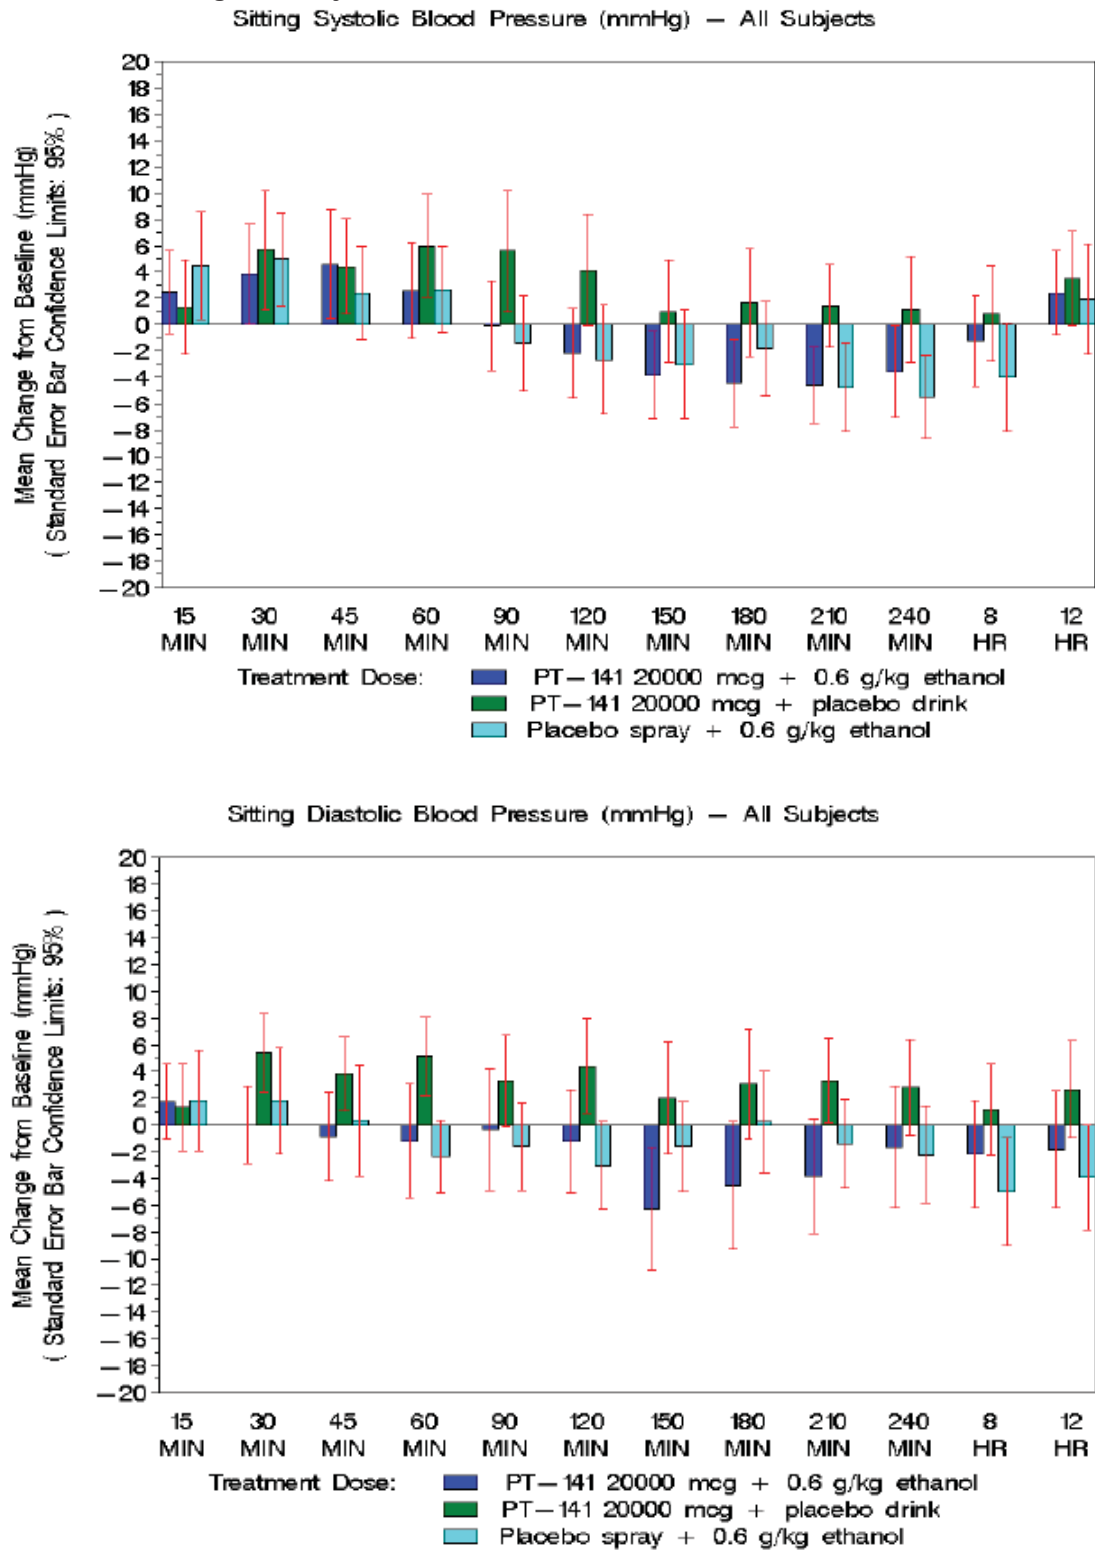 Sitting Systolic Blood Pressure (mmHg) — All Subjects
Mean Change from Baseline (mmHg)
( Standard Error Bar Confidence Limits: 95% )
20
18
16
14
12
10
8
6
4
2
0
—2
—4
—6
—8
—10
—12
—14
—16
—18
—20
15 30 45 60 90 120 150 180 210 240 8 12
MIN MIN MIN MIN MIN MIN MIN MIN MIN MIN HR HR
Treatment Dose: PT—141 20000 mcg + 0.6 g/kg ethanol
PT—141 20000 mcg + placebo drink
Placebo spray + 0.6 g/kg ethanol
Sitting Diastolic Blood Pressure (mmHg) — All Subjects
Mean Change from Baseline (mmHg)
( Standard Error Bar Confidence Limits: 95% )
20
18
16
14
12
10
8
6
4
2
0
—2
—4
—6
—8
—10
—12
—14
—16
—18
—20
15 30 45 60 90 120 150 180 210 240 8 12
MIN MIN MIN MIN MIN MIN MIN MIN MIN MIN HR HR
Treatment Dose: PT—141 20000 mcg + 0.6 g/kg ethanol
PT—141 20000 mcg + placebo drink
Placebo spray + 0.6 g/kg ethanol